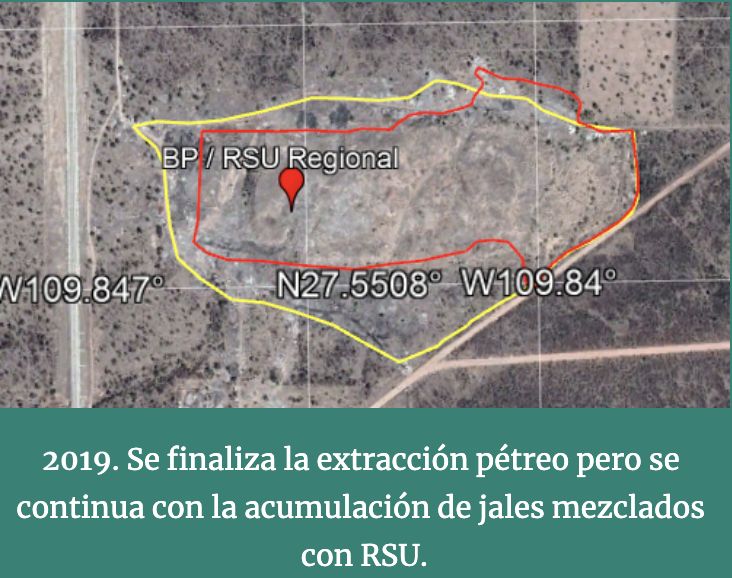 BP / RSU Regional
W109.847°
N27.5508°
W109.84°
2019. Se finaliza la extracción pétreo pero se
continua con la acumulación de jales mezclados
con RSU.